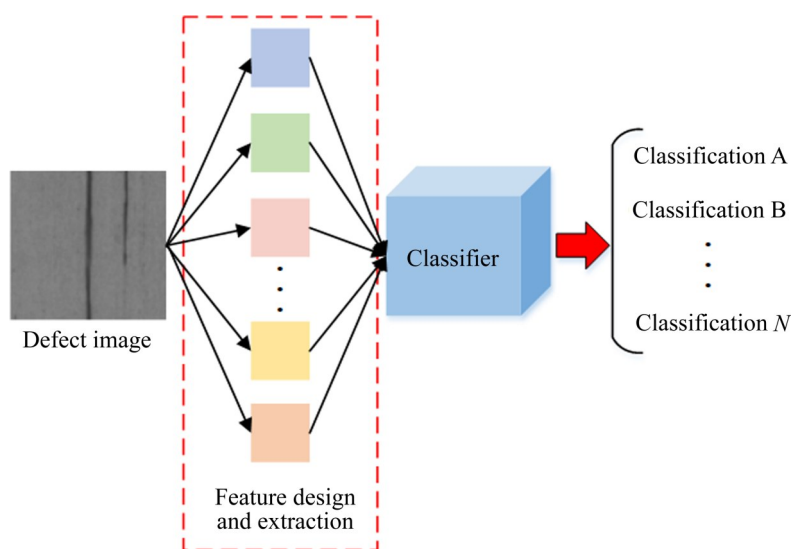 Defect image
Feature design
and extraction
Classifier
Classification A
Classification B
Classification N